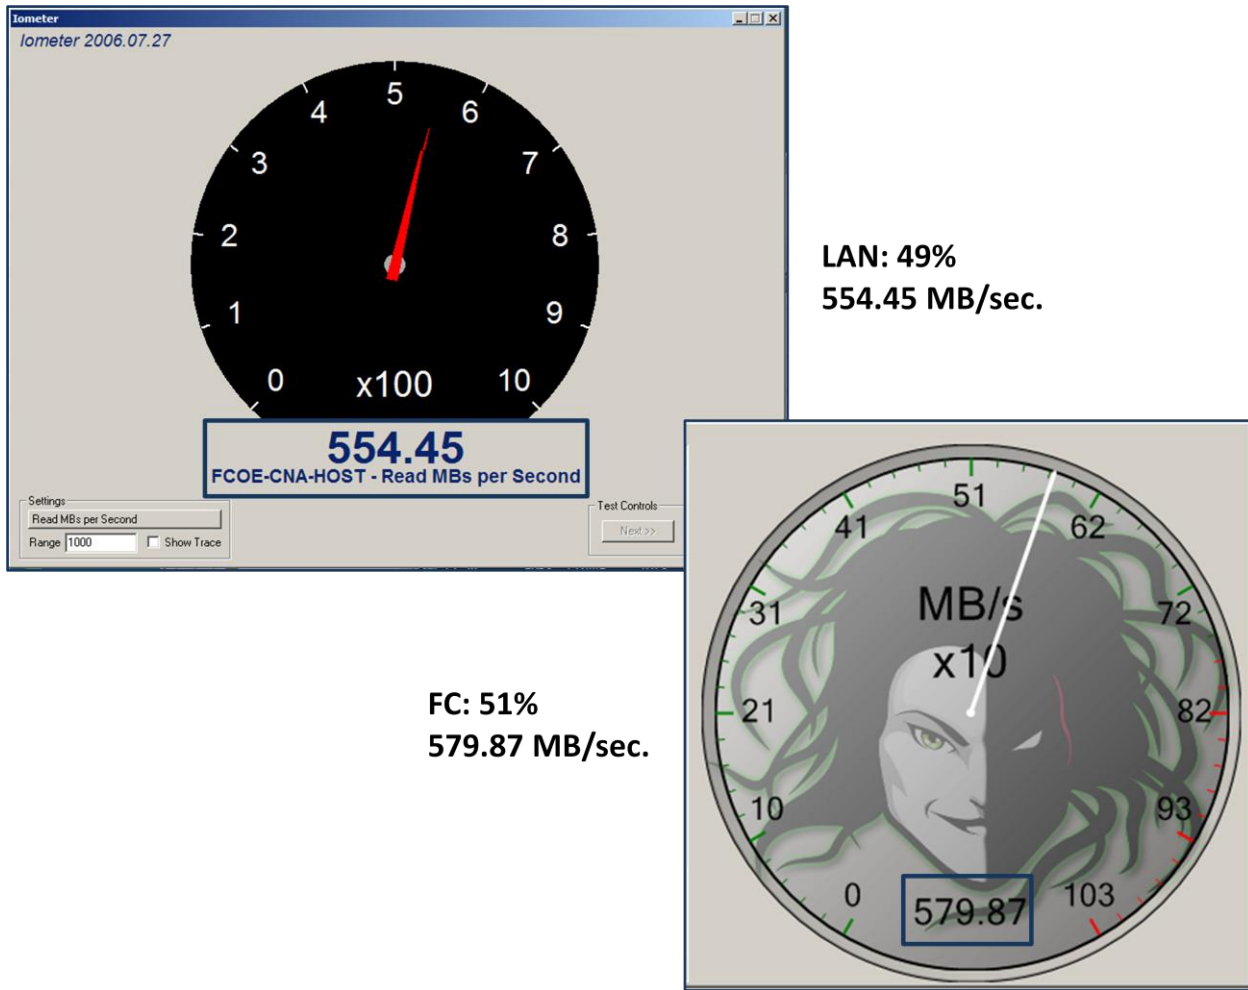 Iometer
Iometer 2006.07.27
0
1
2
3
4
5
6
7
8
9
10
x100
554.45
FCOE-CNA-HOST - Read MBs per Second
Settings
Read MBs per Second
Range 1000 Show Trace
Test Controls
Next >>
LAN: 49%
554.45 MB/sec.
FC: 51%
579.87 MB/sec.
0
10
21
31
41
51
62
72
82
93
103
MB/s
x10
579.87